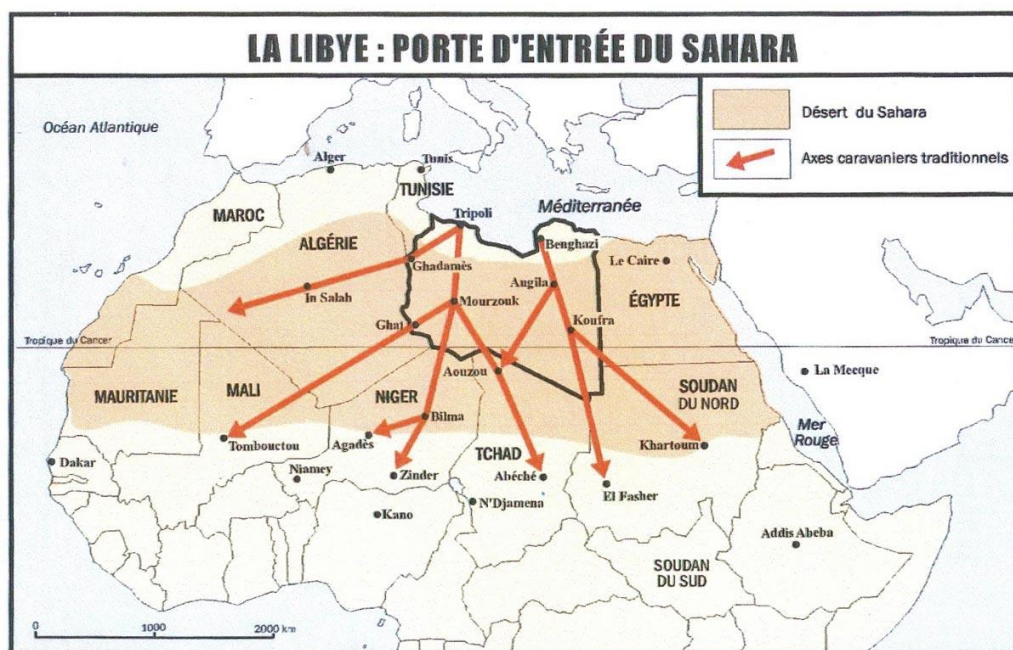 LA LIBYE : PORTE D'ENTRÉE DU SAHARA
Désert du Sahara
Axes caravaniers traditionnels
Océan Atlantique
Alger
Tunis
TUNISIE
MAROC
Tripoli
Méditerranée
ALGÉRIE
Benghazi
Ghadamès
Le Caire
In Salah
Augila
ÉGYPTE
Mourzouk
Koufra
Ghat
Tropique du Cancer
Tropique du Cancer
Aouzou
La Mecque
MAURITANIE
MALI
NIGER
SOUDAN
DU NORD
Bilma
Mer
Rouge
Tombouctou
Agadès
Khartoum
TCHAD
Dakar
Niamey
Zinder
Abéché
El Fasher
N'Djamena
Kano
Addis Abeba
SOUDAN
DU SUD
0 1000 2000 km